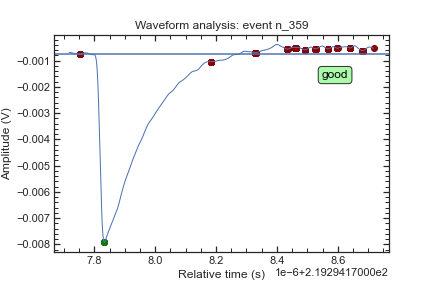 Waveform analysis: event n_359
Amplitude (V)
−0.001
−0.002
−0.003
−0.004
−0.005
−0.006
−0.007
−0.008
good
7.8 8.0 8.2 8.4 8.6
Relative time (s) 1e-6+2.1929417000e2